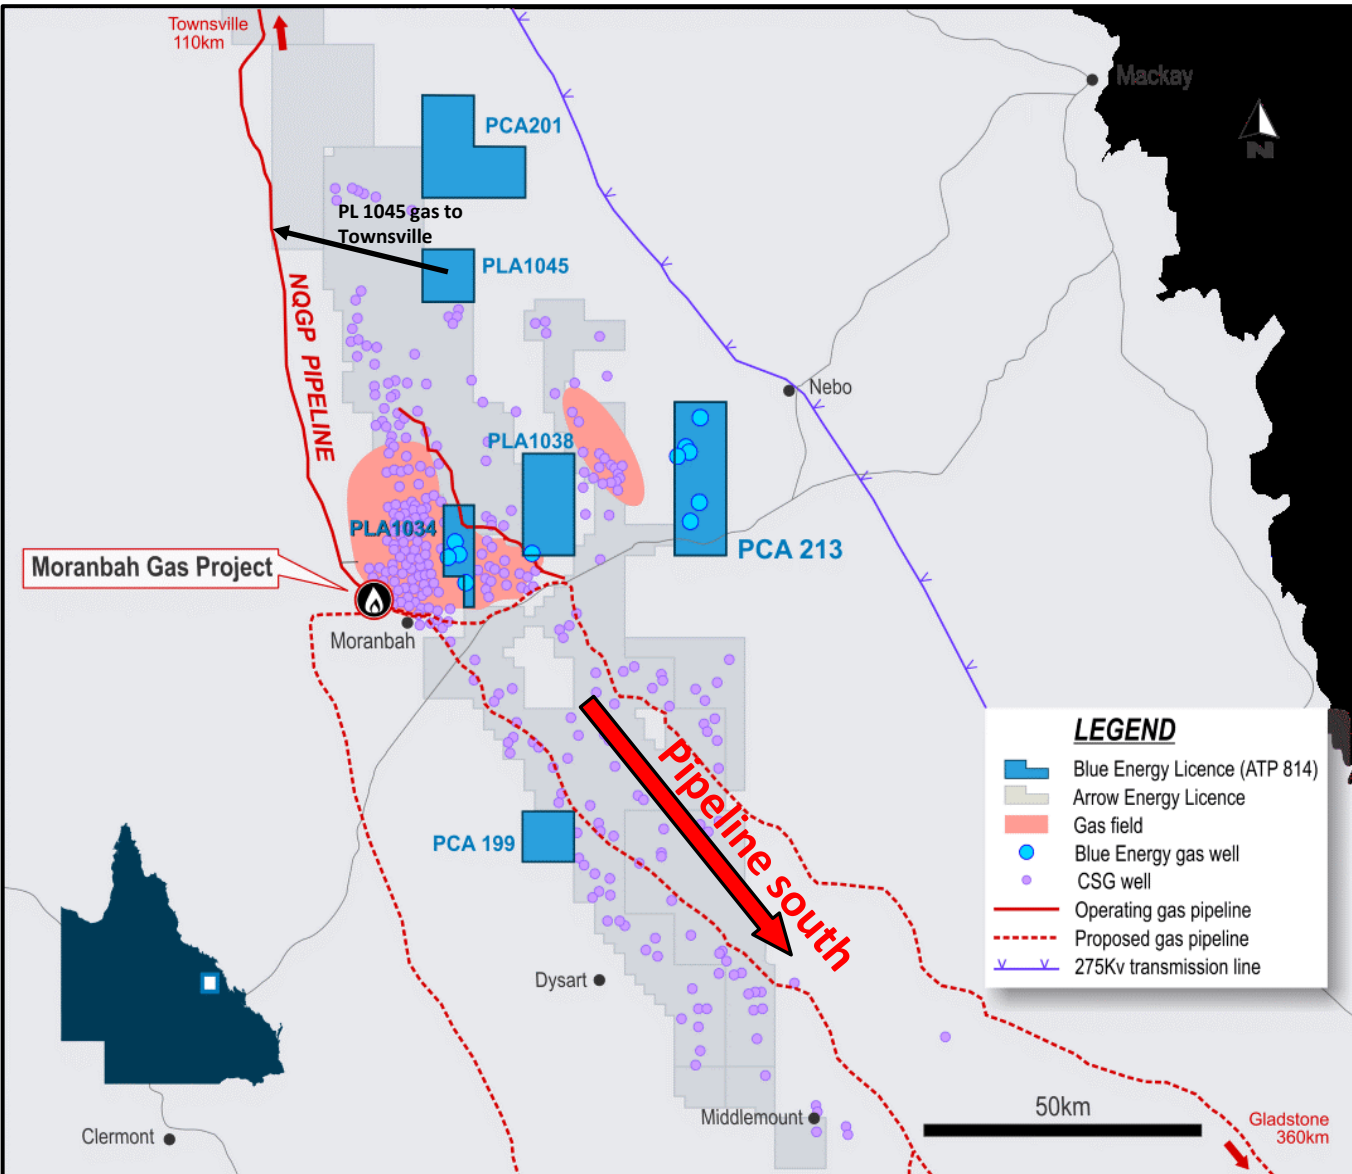 Townsville
110km
Mackay
N
PCA201
PL 1045 gas to
Townsville
PLA1045
NQGP PIPELINE
Nebo
PLA1038
PLA1034
PCA 213
Moranbah Gas Project
Moranbah
Pipeline south
PCA 199
Dysart
Middlemount
Clermont
LEGEND
Blue Energy Licence (ATP 814)
Arrow Energy Licence
Gas field
Blue Energy gas well
CSG well
Operating gas pipeline
Proposed gas pipeline
275Kv transmission line
50km
Gladstone
360km